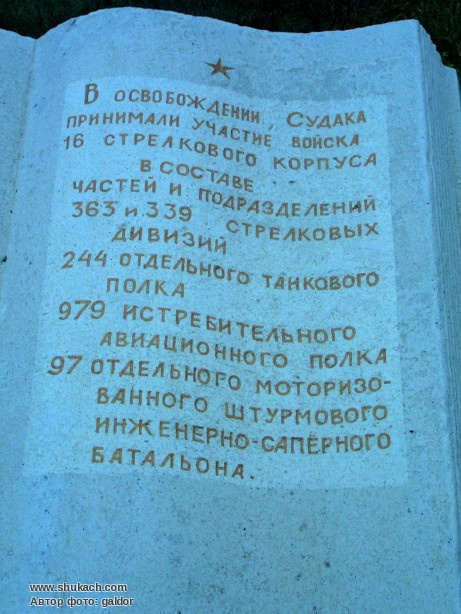 В ОСВОБОЖДЕНИИ, СУДАКА
ПРИНИМАЛИ УЧАСТИЕ ВОЙСКА
16 СТРЕЛКОВОГО КОРПУСА
В СОСТАВЕ
ЧАСТЕЙ И ПОДРАЗДЕЛЕНИЙ
363 И 339 СТРЕЛКОВЫХ
ДИВИЗИЙ
244 ОТДЕЛЬНОГО ТАНКОВОГО
ПОЛКА
979 ИСТРЕБИТЕЛЬНОГО
АВИАЦИОННОГО ПОЛКА
97 ОТДЕЛЬНОГО МОТОРИЗО-
ВАННОГО ШТУРМОВОГО
ИНЖЕНЕРНО-САПЁРНОГО
БАТАЛЬОНА.
www.shukach.com
Автор фото: galdor